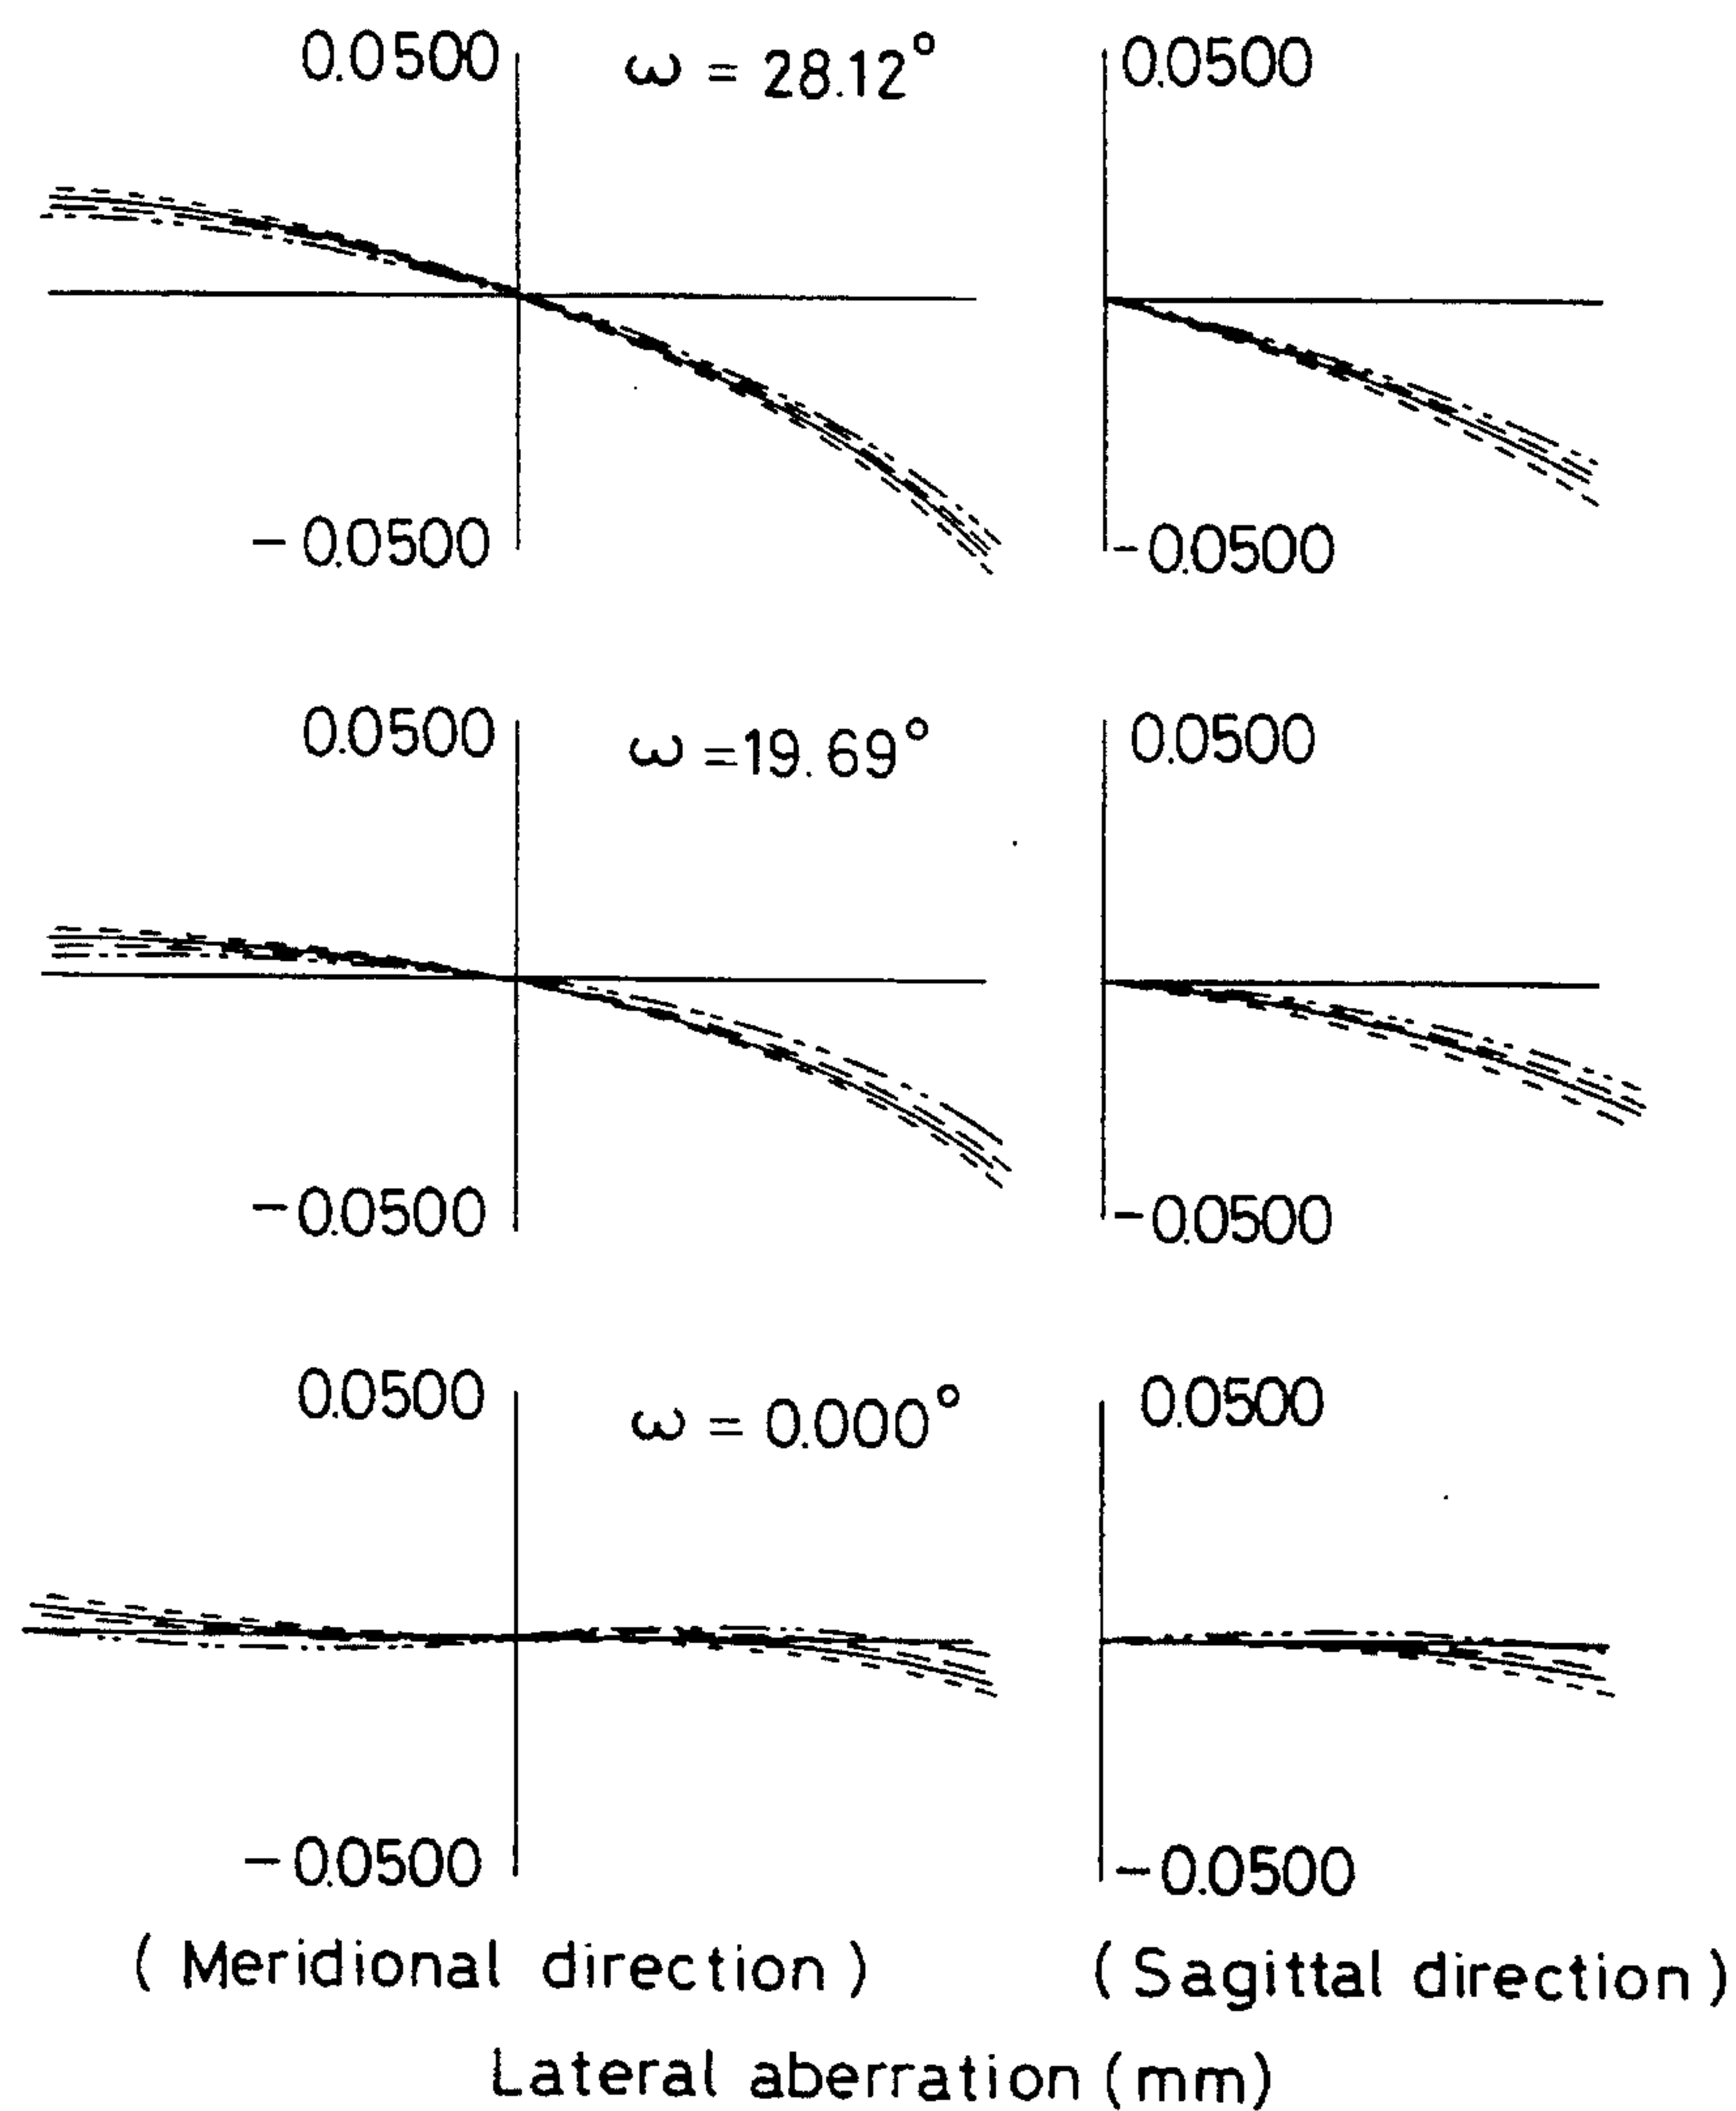 0.0500 ω = 28.12° 0.0500
-0.0500 -0.0500
0.0500 ω =19.69° 0.0500
-0.0500 -0.0500
0.0500 ω = 0.000° 0.0500
-0.0500 -0.0500
( Meridional direction ) ( Sagittal direction )
Lateral aberration (mm)